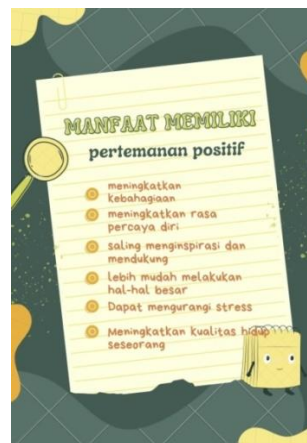 MANFAAT MEMILIKI
pertemanan positif
meningkatkan
kebahagiaan
meningkatkan rasa
percaya diri
saling menginspirasi dan
mendukung
lebih mudah melakukan
hal-hal besar
Dapat mengurangi stress
Meningkatkan kualitas hidup
seseorang